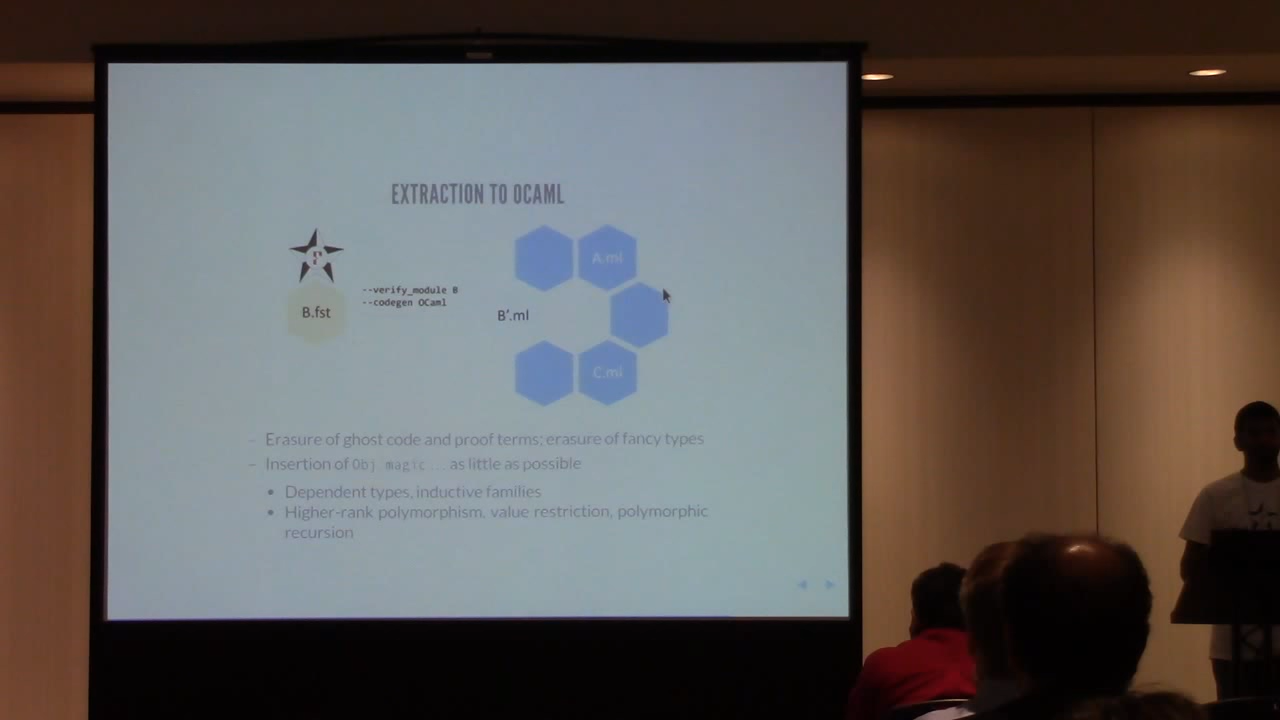 EXTRACTION TO OCAML
A.ml
F
--verify_module B
--codegen OCaml
B.fst
B'.ml
C.ml
– Erasure of ghost code and proof terms; erasure of fancy types
– Insertion of Obj.magic... as little as possible
• Dependent types, inductive families
• Higher-rank polymorphism, value restriction, polymorphic
recursion